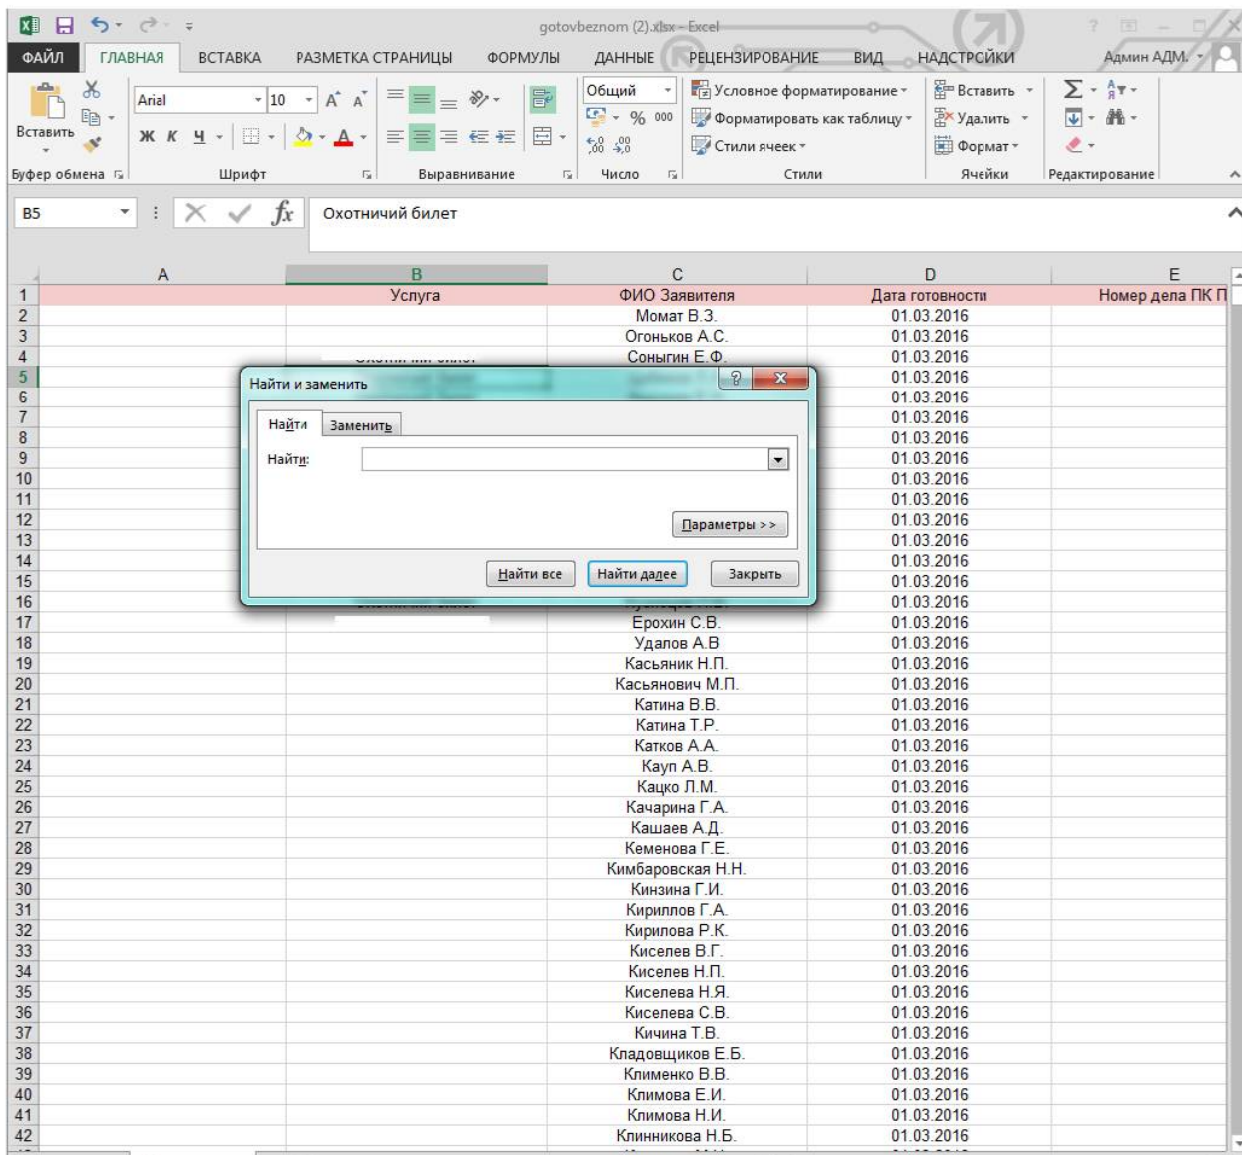 gotovbeznom (2).xlsx - Excel
ФАЙЛ ГЛАВНАЯ ВСТАВКА РАЗМЕТКА СТРАНИЦЫ ФОРМУЛЫ ДАННЫЕ РЕЦЕНЗИРОВАНИЕ ВИД НАДСТРОЙКИ Админ АДМ.
Вставить
Arial 10
Ж К Ч
Общий
% 000
Условное форматирование
Форматировать как таблицу
Стили ячеек
Вставить
Удалить
Формат
Буфер обмена Шрифт Выравнивание Число Стили Ячейки Редактирование
B5 fx Охотничий билет
A B C D E
1 Услуга ФИО Заявителя Дата готовности Номер дела ПК П
2 Момат В.З. 01.03.2016
3 Огоньков А.С. 01.03.2016
4 Соныгин Е.Ф. 01.03.2016
5 01.03.2016
6 01.03.2016
7 01.03.2016
8 01.03.2016
9 01.03.2016
10 01.03.2016
11 01.03.2016
12 01.03.2016
13 01.03.2016
14 01.03.2016
15 01.03.2016
16 01.03.2016
Найти и заменить
Найти Заменить
Найти:
Параметры >>
Найти все Найти далее Закрыть
17 Ерохин С.В. 01.03.2016
18 Удалов А.В 01.03.2016
19 Касьяник Н.П. 01.03.2016
20 Касьянович М.П. 01.03.2016
21 Катина В.В. 01.03.2016
22 Катина Т.Р. 01.03.2016
23 Катков А.А. 01.03.2016
24 Кауп А.В. 01.03.2016
25 Кацко Л.М. 01.03.2016
26 Качарина Г.А. 01.03.2016
27 Кашаев А.Д. 01.03.2016
28 Кеменова Г.Е. 01.03.2016
29 Кимбаровская Н.Н. 01.03.2016
30 Кинзина Г.И. 01.03.2016
31 Кириллов Г.А. 01.03.2016
32 Кирилова Р.К. 01.03.2016
33 Киселев В.Г. 01.03.2016
34 Киселев Н.П. 01.03.2016
35 Киселева Н.Я. 01.03.2016
36 Киселева С.В. 01.03.2016
37 Кичина Т.В. 01.03.2016
38 Кладовщиков Е.Б. 01.03.2016
39 Клименко В.В. 01.03.2016
40 Климова Е.И. 01.03.2016
41 Климова Н.И. 01.03.2016
42 Клинникова Н.Б. 01.03.2016